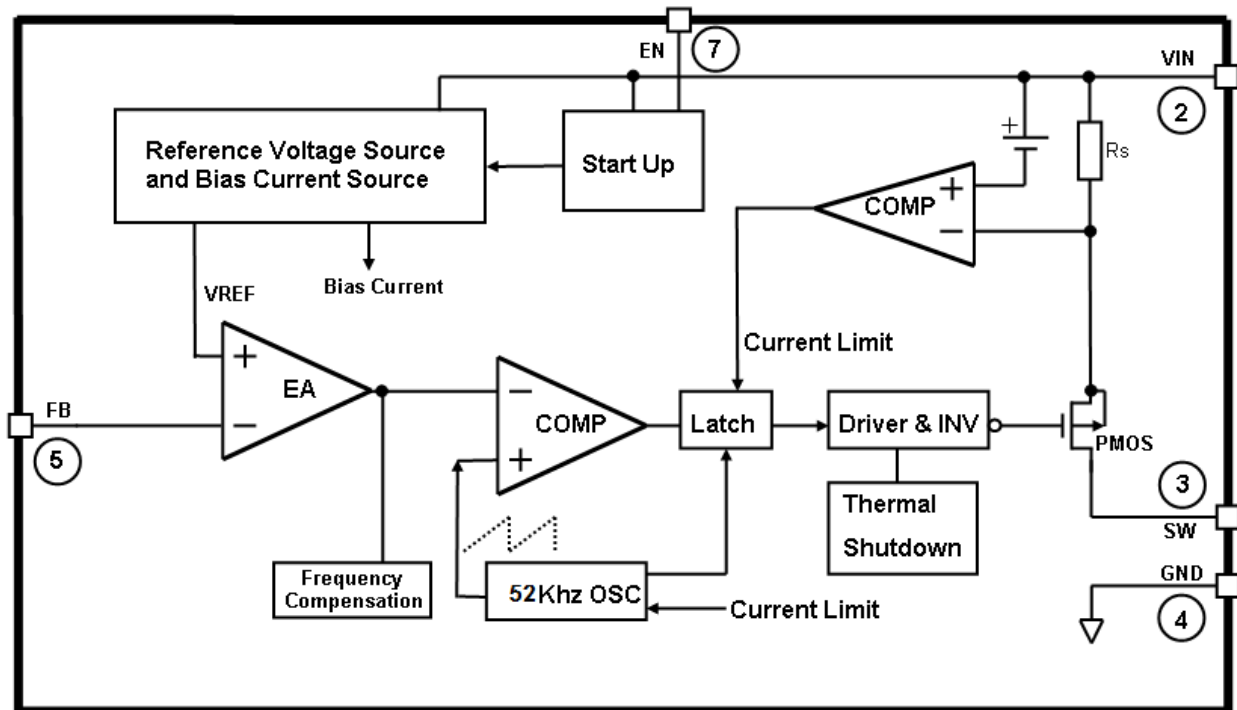 EN
7
VIN
2
Reference Voltage Source
and Bias Current Source
Start Up
+
Rs
+
COMP
−
VREF
Bias Current
Current Limit
+
EA
−
FB
5
−
COMP
+
Latch
Driver & INV
PMOS
Thermal
Shutdown
3
SW
Frequency
Compensation
52Khz OSC
Current Limit
GND
4